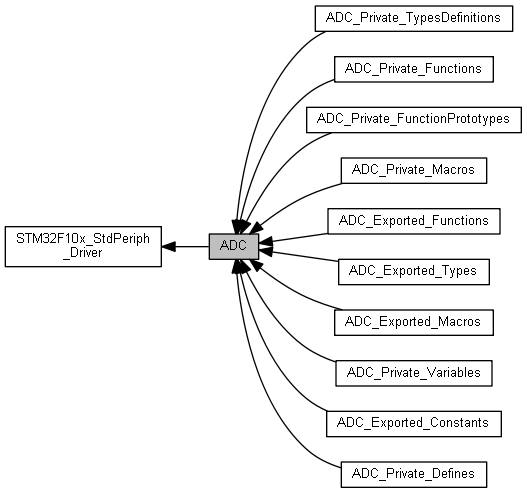 ADC_Private_TypesDefinitions
ADC_Private_Functions
ADC_Private_FunctionPrototypes
ADC_Private_Macros
ADC_Exported_Functions
STM32F10x_StdPeriph
_Driver
ADC
ADC_Exported_Types
ADC_Exported_Macros
ADC_Private_Variables
ADC_Exported_Constants
ADC_Private_Defines